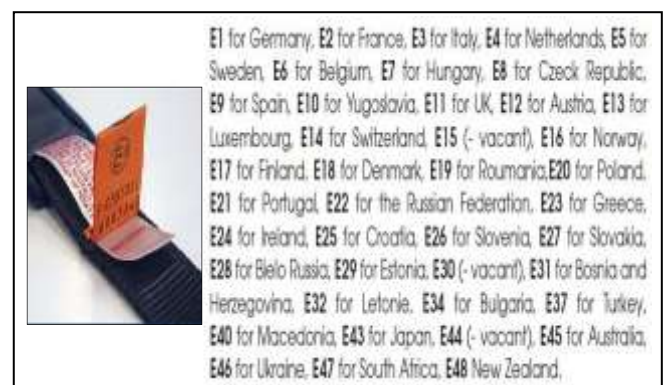 E1 for Germany, E2 for France, E3 for Italy, E4 for Netherlands, E5 for
Sweden, E6 for Belgium, E7 for Hungary, E8 for Czeck Republic,
E9 for Spain, E10 for Yugoslavia, E11 for UK, E12 for Austria, E13 for
Luxembourg, E14 for Switzerland, E15 (- vacant), E16 for Norway,
E17 for Finland, E18 for Denmark, E19 for Roumania,E20 for Poland,
E21 for Portugal, E22 for the Russian Federation, E23 for Greece,
E24 for Ireland, E25 for Croatia, E26 for Slovenia, E27 for Slovakia,
E28 for Bielo Russia, E29 for Estonia, E30 (- vacant), E31 for Bosnia and
Herzegovina, E32 for Letonie, E34 for Bulgaria, E37 for Turkey,
E40 for Macedonia, E43 for Japan, E44 (- vacant), E45 for Australia,
E46 for Ukraine, E47 for South Africa, E48 New Zealand.